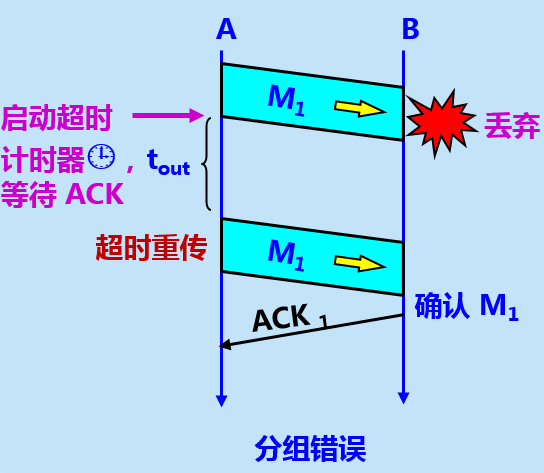 A
B
M1
启动超时
计时器, tout
等待 ACK
丢弃
超时重传
M1
ACK 1
确认 M1
分组错误